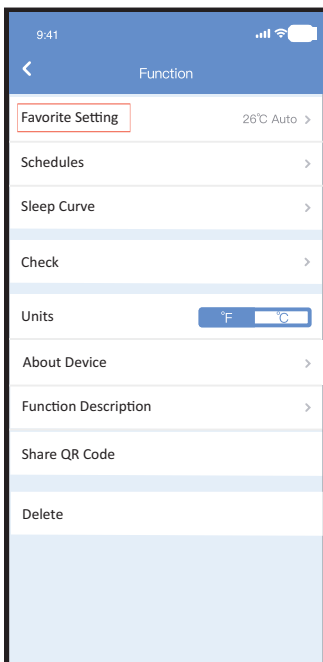 9:41
Function
Favorite Setting 26℃ Auto >
Schedules >
Sleep Curve >
Check >
Units ℉ ℃
About Device >
Function Description >
Share QR Code
Delete